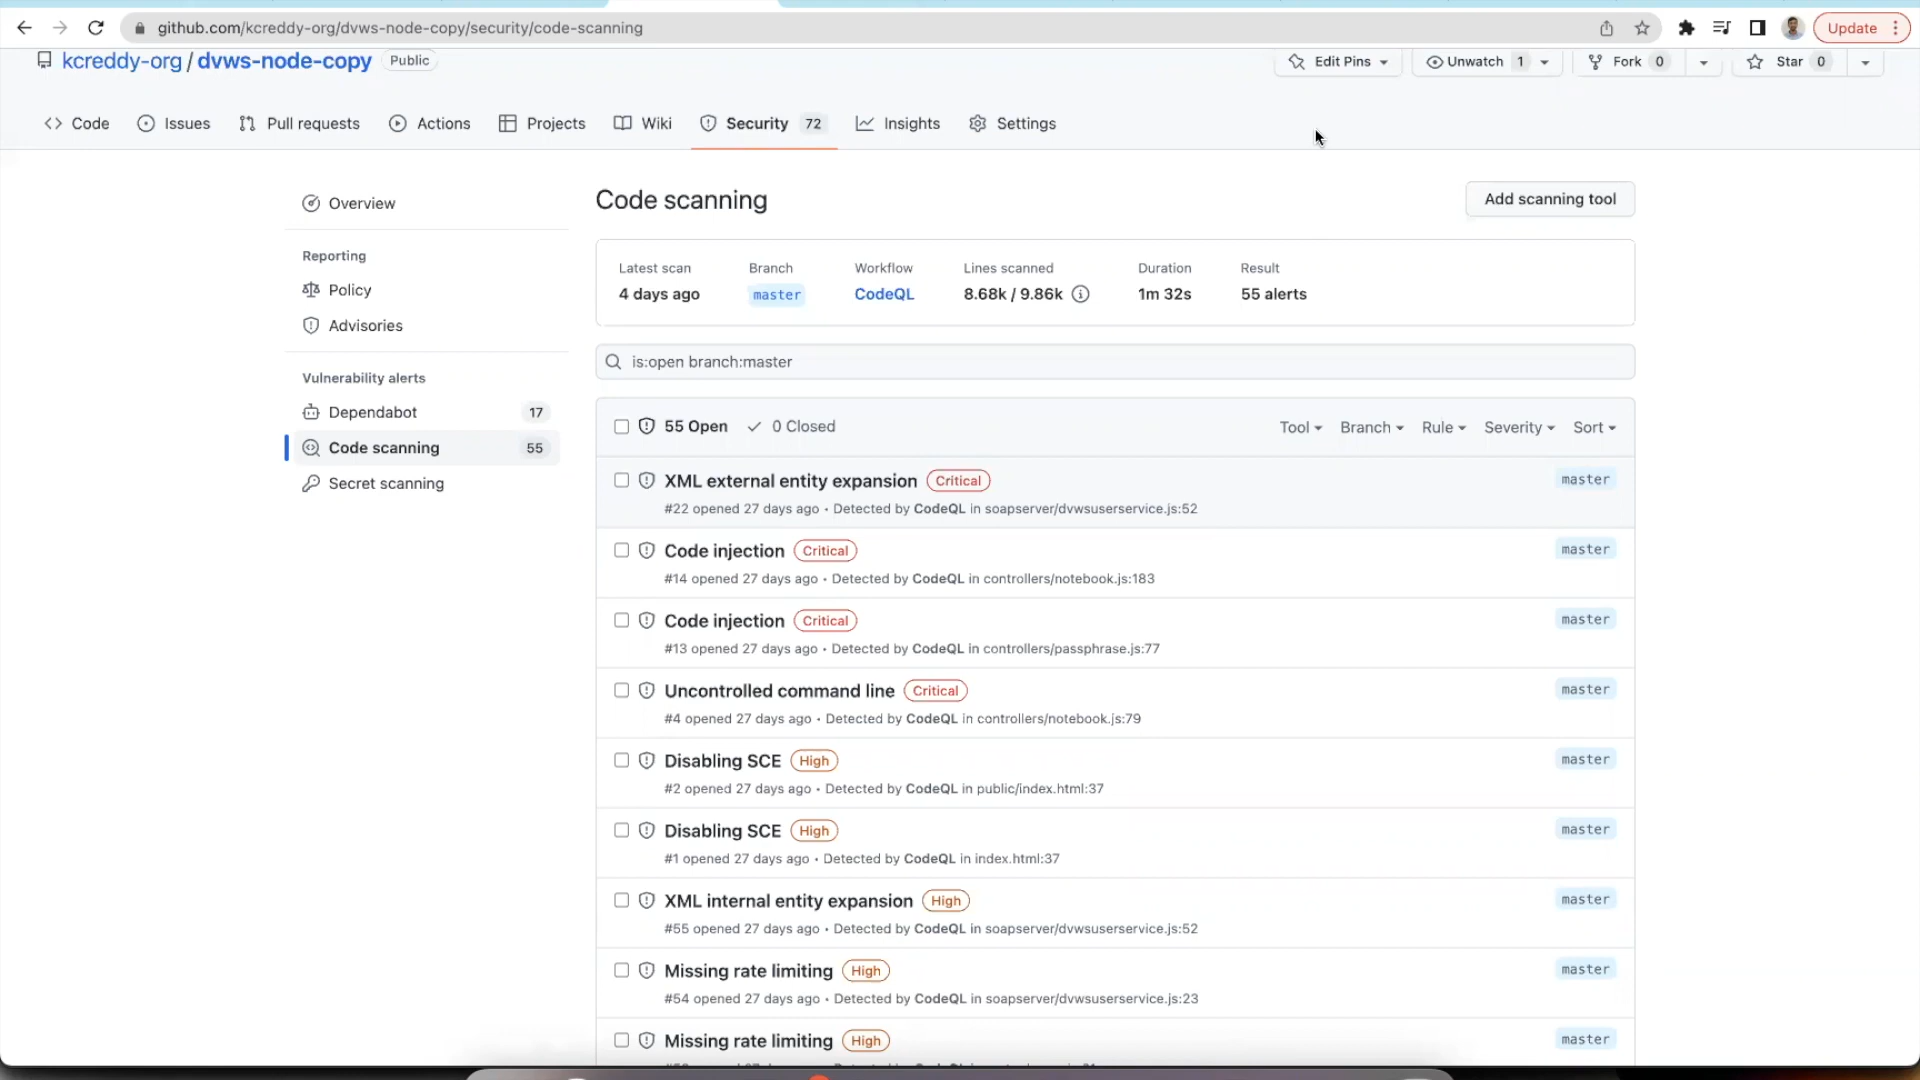 github.com/kcreddy-org/dvws-node-copy/security/code-scanning
Update
kcreddy-org / dvws-node-copy Public
Edit Pins
Unwatch 1
Fork 0
Star 0
Code
Issues
Pull requests
Actions
Projects
Wiki
Security 72
Insights
Settings
Overview
Reporting
Policy
Advisories
Vulnerability alerts
Dependabot 17
Code scanning 55
Secret scanning
Code scanning
Add scanning tool
Latest scan Branch Workflow Lines scanned Duration Result
4 days ago master CodeQL 8.68k / 9.86k 1m 32s 55 alerts
is:open branch:master
55 Open 0 Closed Tool Branch Rule Severity Sort
XML external entity expansion Critical master
#22 opened 27 days ago • Detected by CodeQL in soapserver/dvwsuserservice.js:52
Code injection Critical master
#14 opened 27 days ago • Detected by CodeQL in controllers/notebook.js:183
Code injection Critical master
#13 opened 27 days ago • Detected by CodeQL in controllers/passphrase.js:77
Uncontrolled command line Critical master
#4 opened 27 days ago • Detected by CodeQL in controllers/notebook.js:79
Disabling SCE High master
#2 opened 27 days ago • Detected by CodeQL in public/index.html:37
Disabling SCE High master
#1 opened 27 days ago • Detected by CodeQL in index.html:37
XML internal entity expansion High master
#55 opened 27 days ago • Detected by CodeQL in soapserver/dvwsuserservice.js:52
Missing rate limiting High master
#54 opened 27 days ago • Detected by CodeQL in soapserver/dvwsuserservice.js:23
Missing rate limiting High master